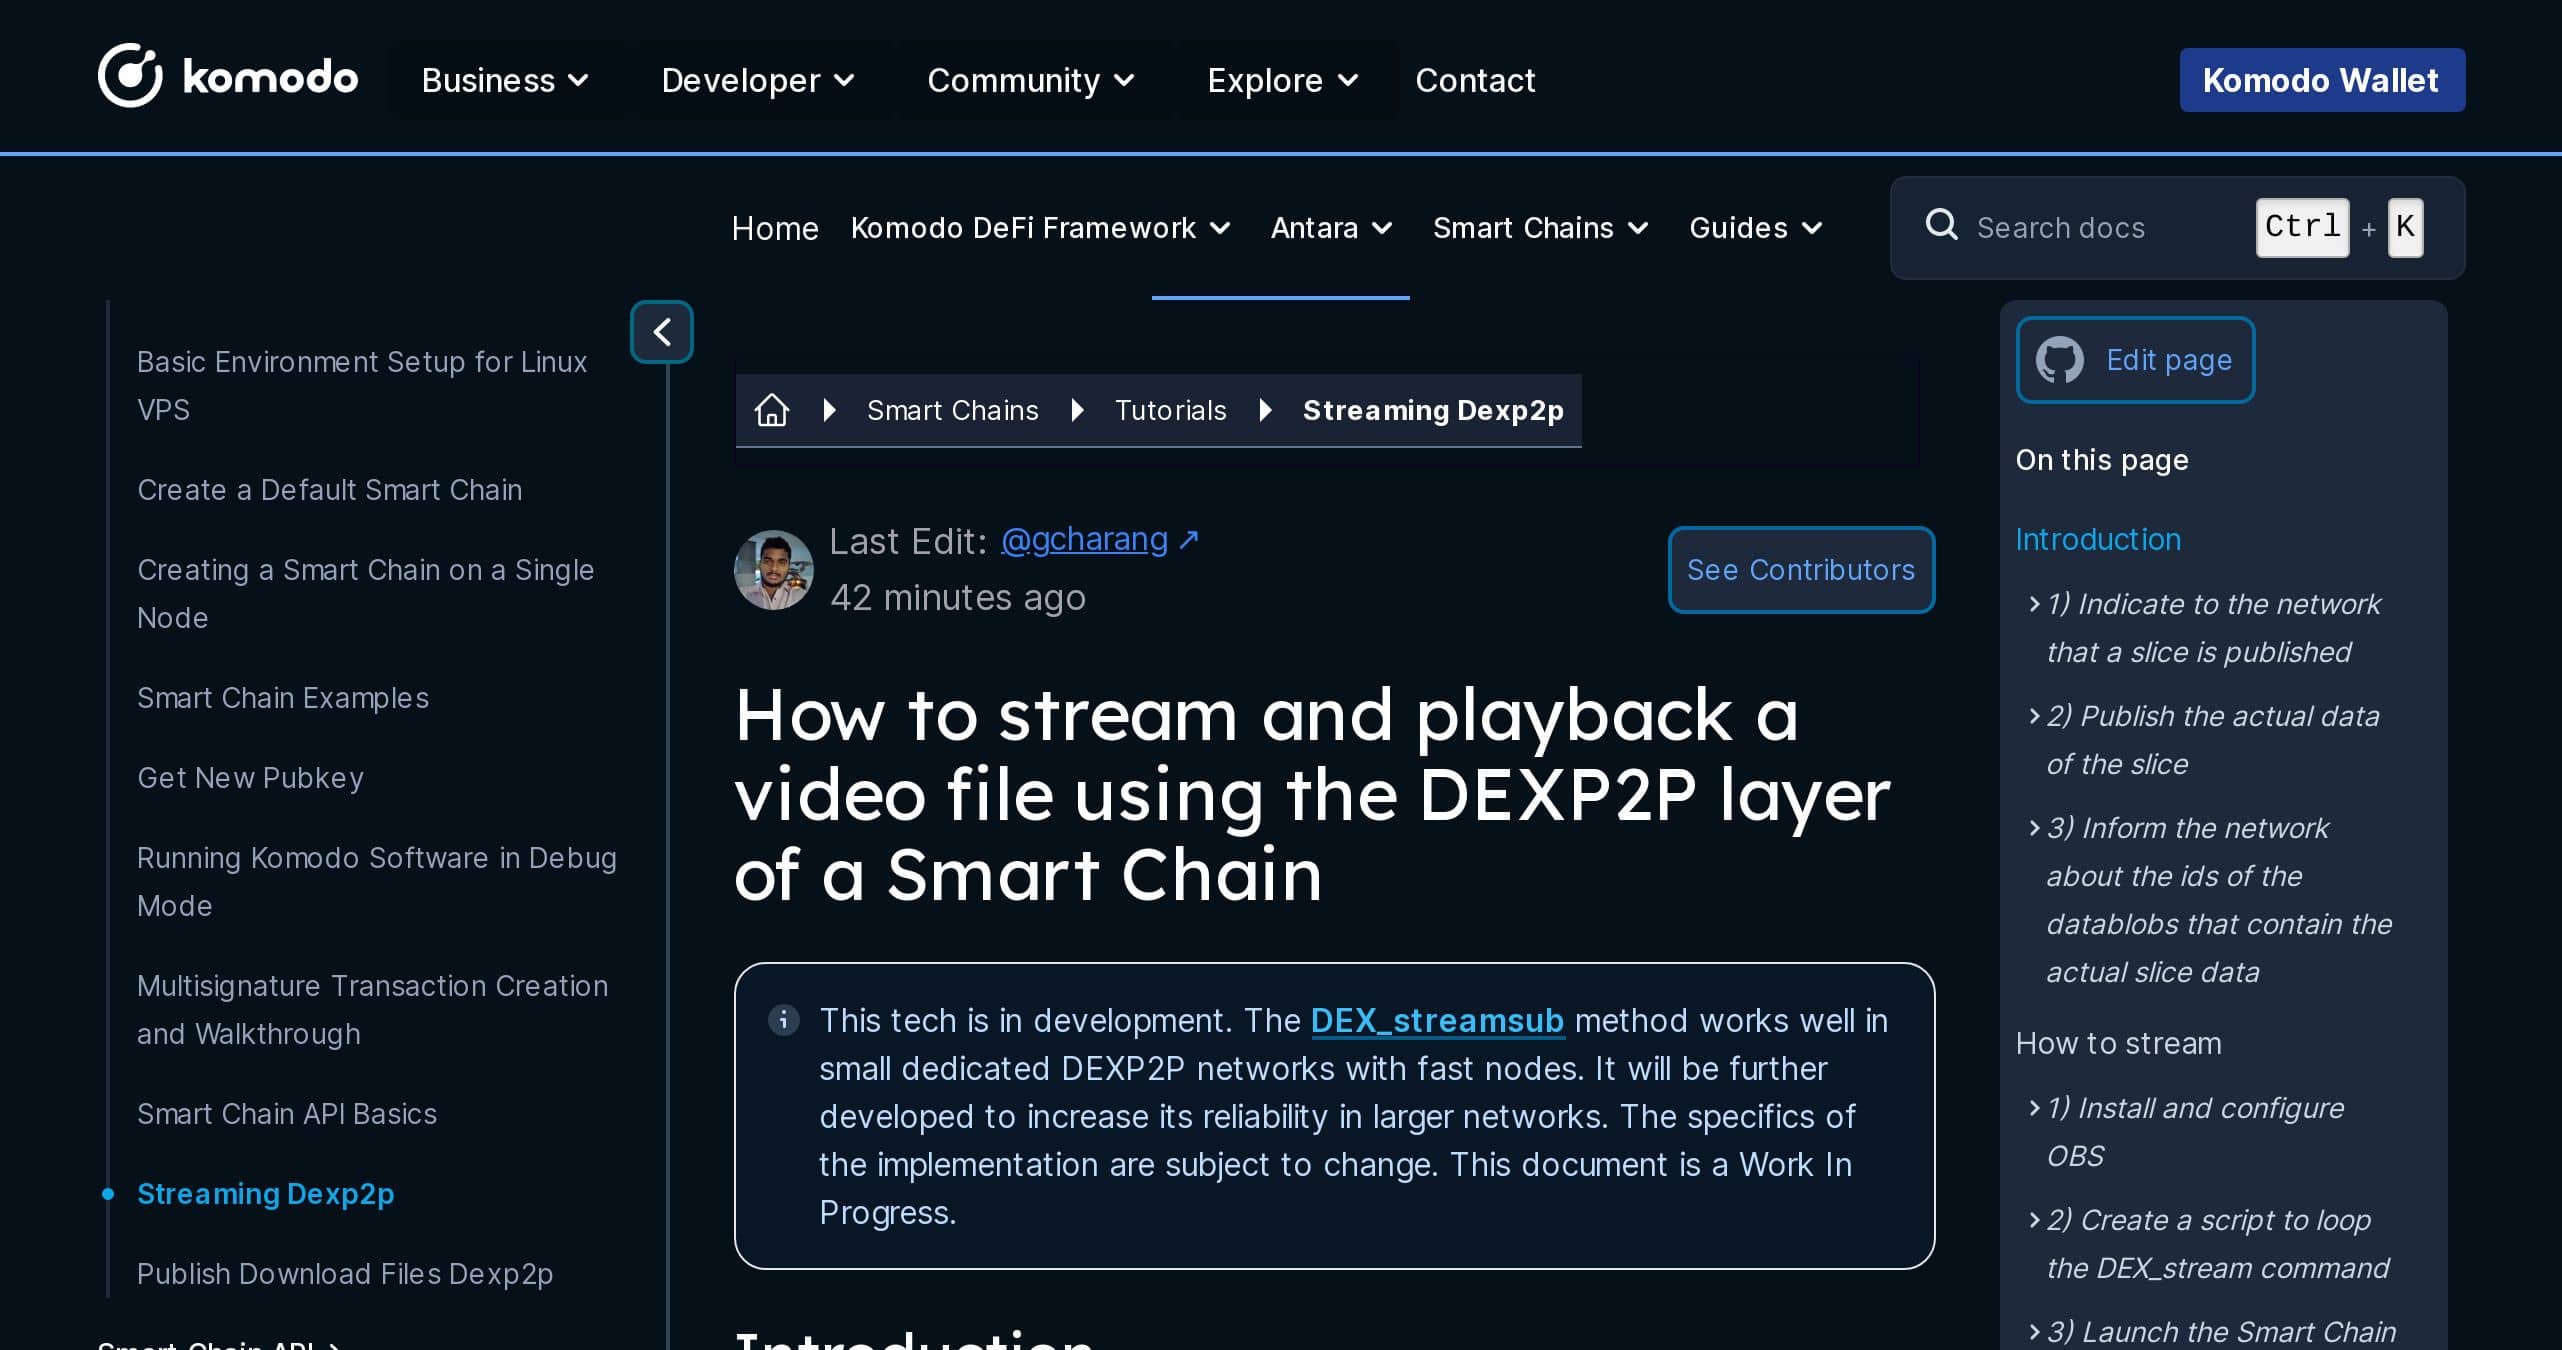 komodo
Business
Developer
Community
Explore
Contact
Komodo Wallet
Home
Komodo DeFi Framework
Antara
Smart Chains
Guides
Search docs
Ctrl + K
Basic Environment Setup for Linux
VPS
Create a Default Smart Chain
Creating a Smart Chain on a Single
Node
Smart Chain Examples
Get New Pubkey
Running Komodo Software in Debug
Mode
Multisignature Transaction Creation
and Walkthrough
Smart Chain API Basics
Streaming Dexp2p
Publish Download Files Dexp2p
Smart Chain API
Smart Chains
Tutorials
Streaming Dexp2p
Last Edit: @gcharang ↗
42 minutes ago
See Contributors
How to stream and playback a
video file using the DEXP2P layer
of a Smart Chain
This tech is in development. The DEX_streamsub method works well in
small dedicated DEXP2P networks with fast nodes. It will be further
developed to increase its reliability in larger networks. The specifics of
the implementation are subject to change. This document is a Work In
Progress.
Introduction
Edit page
On this page
Introduction
1) Indicate to the network
that a slice is published
2) Publish the actual data
of the slice
3) Inform the network
about the ids of the
datablobs that contain the
actual slice data
How to stream
1) Install and configure
OBS
2) Create a script to loop
the DEX_stream command
3) Launch the Smart Chain